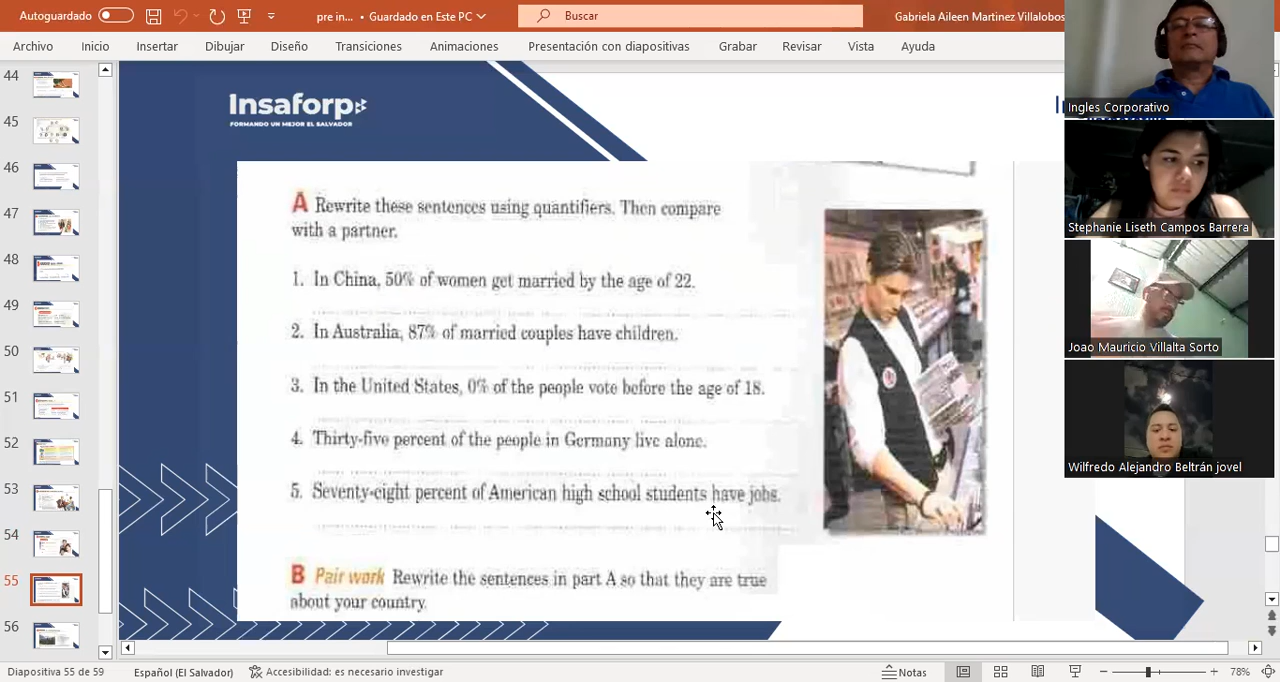 Autoguardado
pre in... • Guardado en Este PC
Buscar
Gabriela Aileen Martinez Villalobos
Archivo
Inicio
Insertar
Dibujar
Diseño
Transiciones
Animaciones
Presentación con diapositivas
Grabar
Revisar
Vista
Ayuda
44
45
46
47
48
49
50
51
52
53
54
55
56
Insaforp
FORMANDO UN MEJOR EL SALVADOR
A Rewrite these sentences using quantifiers. Then compare
with a partner.
1. In China, 50% of women get married by the age of 22.
2. In Australia, 87% of married couples have children.
3. In the United States, 0% of the people vote before the age of 18.
4. Thirty-five percent of the people in Germany live alone.
5. Seventy-eight percent of American high school students have jobs.
B Pair work Rewrite the sentences in part A so that they are true
about your country.
Ingles Corporativo
Stephanie Liseth Campos Barrera
Joao Mauricio Villalta Sorto
Wilfredo Alejandro Beltrán jovel
Diapositiva 55 de 59
Español (El Salvador)
Accesibilidad: es necesario investigar
Notas
78%